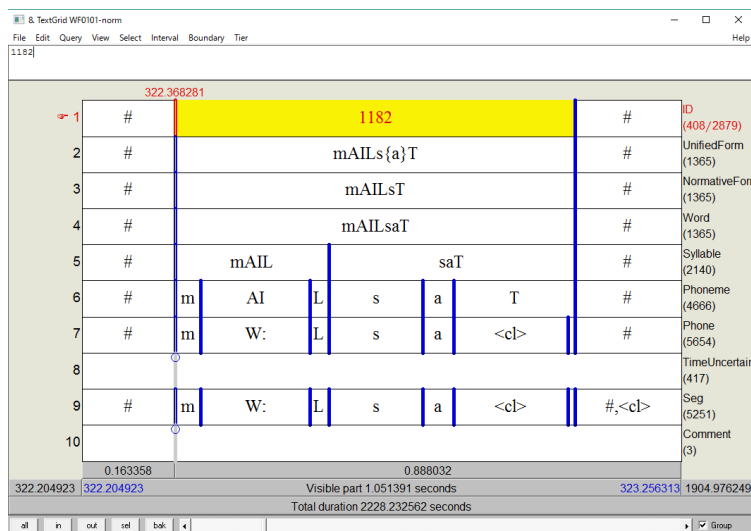 & TextGrid WF0101-norm
File Edit Query View Select Interval Boundary Tier Help
1182
322.368281
☞ 1 # 1182 # ID (408/2879)
2 # mAILs{a}T # UnifiedForm (1365)
3 # mAILsT # NormativeForm (1365)
4 # mAILsaT # Word (1365)
5 # mAIL saT # Syllable (2140)
6 # m AI L s a T # Phoneme (4666)
7 # m W: L s a <cl> # Phone (5654)
8 TimeUncertain (417)
9 # m W: L s a <cl> #,<cl> Seg (5251)
10 Comment (3)
0.163358 0.888032
322.204923 322.204923 Visible part 1.051391 seconds 323.256313 1904.976249
Total duration 2228.232562 seconds
all in out sel bak Group